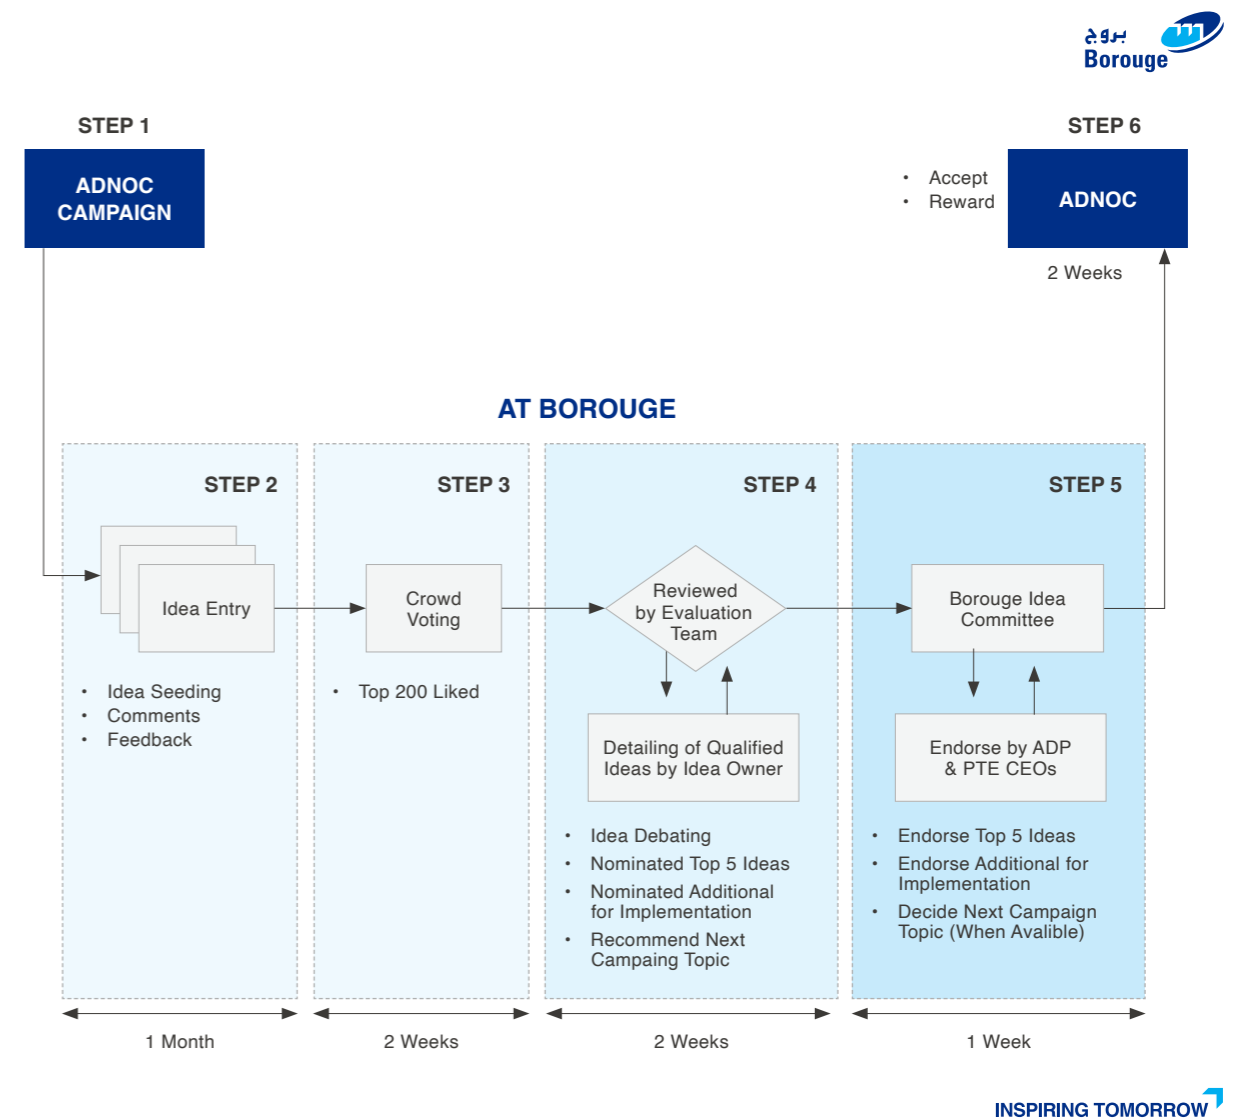 بروج
Borouge
STEP 1
ADNOC
CAMPAIGN
STEP 6
• Accept
• Reward
ADNOC
2 Weeks
AT BOROUGE
STEP 2
Idea Entry
• Idea Seeding
• Comments
• Feedback
1 Month
STEP 3
Crowd
Voting
• Top 200 Liked
2 Weeks
STEP 4
Reviewed
by Evaluation
Team
Detailing of Qualified
Ideas by Idea Owner
• Idea Debating
• Nominated Top 5 Ideas
• Nominated Additional
for Implementation
• Recommend Next
Campaing Topic
2 Weeks
STEP 5
Borouge Idea
Committee
Endorse by ADP
& PTE CEOs
• Endorse Top 5 Ideas
• Endorse Additional for
Implementation
• Decide Next Campaign
Topic (When Avalible)
1 Week
INSPIRING TOMORROW